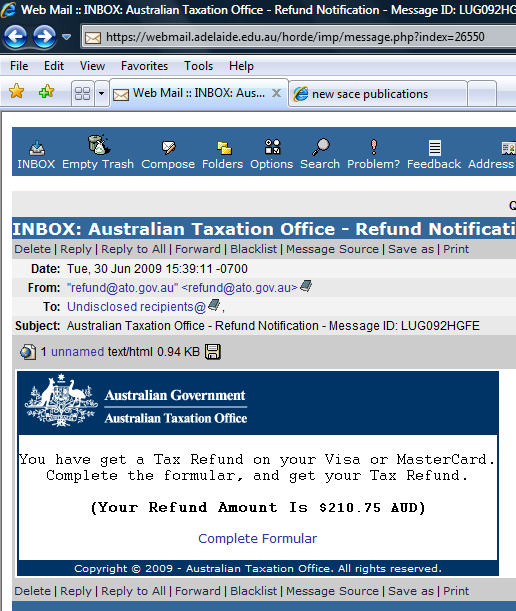 Web Mail :: INBOX: Australian Taxation Office - Refund Notification - Message ID: LUG092HG
https://webmail.adelaide.edu.au/horde/imp/message.php?index=26550
File Edit View Favorites Tools Help
Web Mail :: INBOX: Aus... new sace publications
INBOX Empty Trash Compose Folders Options Search Problem? Feedback Address
INBOX: Australian Taxation Office - Refund Notificati
Delete | Reply | Reply to All | Forward | Blacklist | Message Source | Save as | Print
Date: Tue, 30 Jun 2009 15:39:11 -0700
From: "refund@ato.gov.au" <refund@ato.gov.au>
To: Undisclosed recipients@ ,
Subject: Australian Taxation Office - Refund Notification - Message ID: LUG092HGFE
1 unnamed text/html 0.94 KB
Australian Government
Australian Taxation Office
You have get a Tax Refund on your Visa or MasterCard.
Complete the formular, and get your Tax Refund.
(Your Refund Amount Is $210.75 AUD)
Complete Formular
Copyright © 2009 - Australian Taxation Office. All rights reserved.
Delete | Reply | Reply to All | Forward | Blacklist | Message Source | Save as | Print